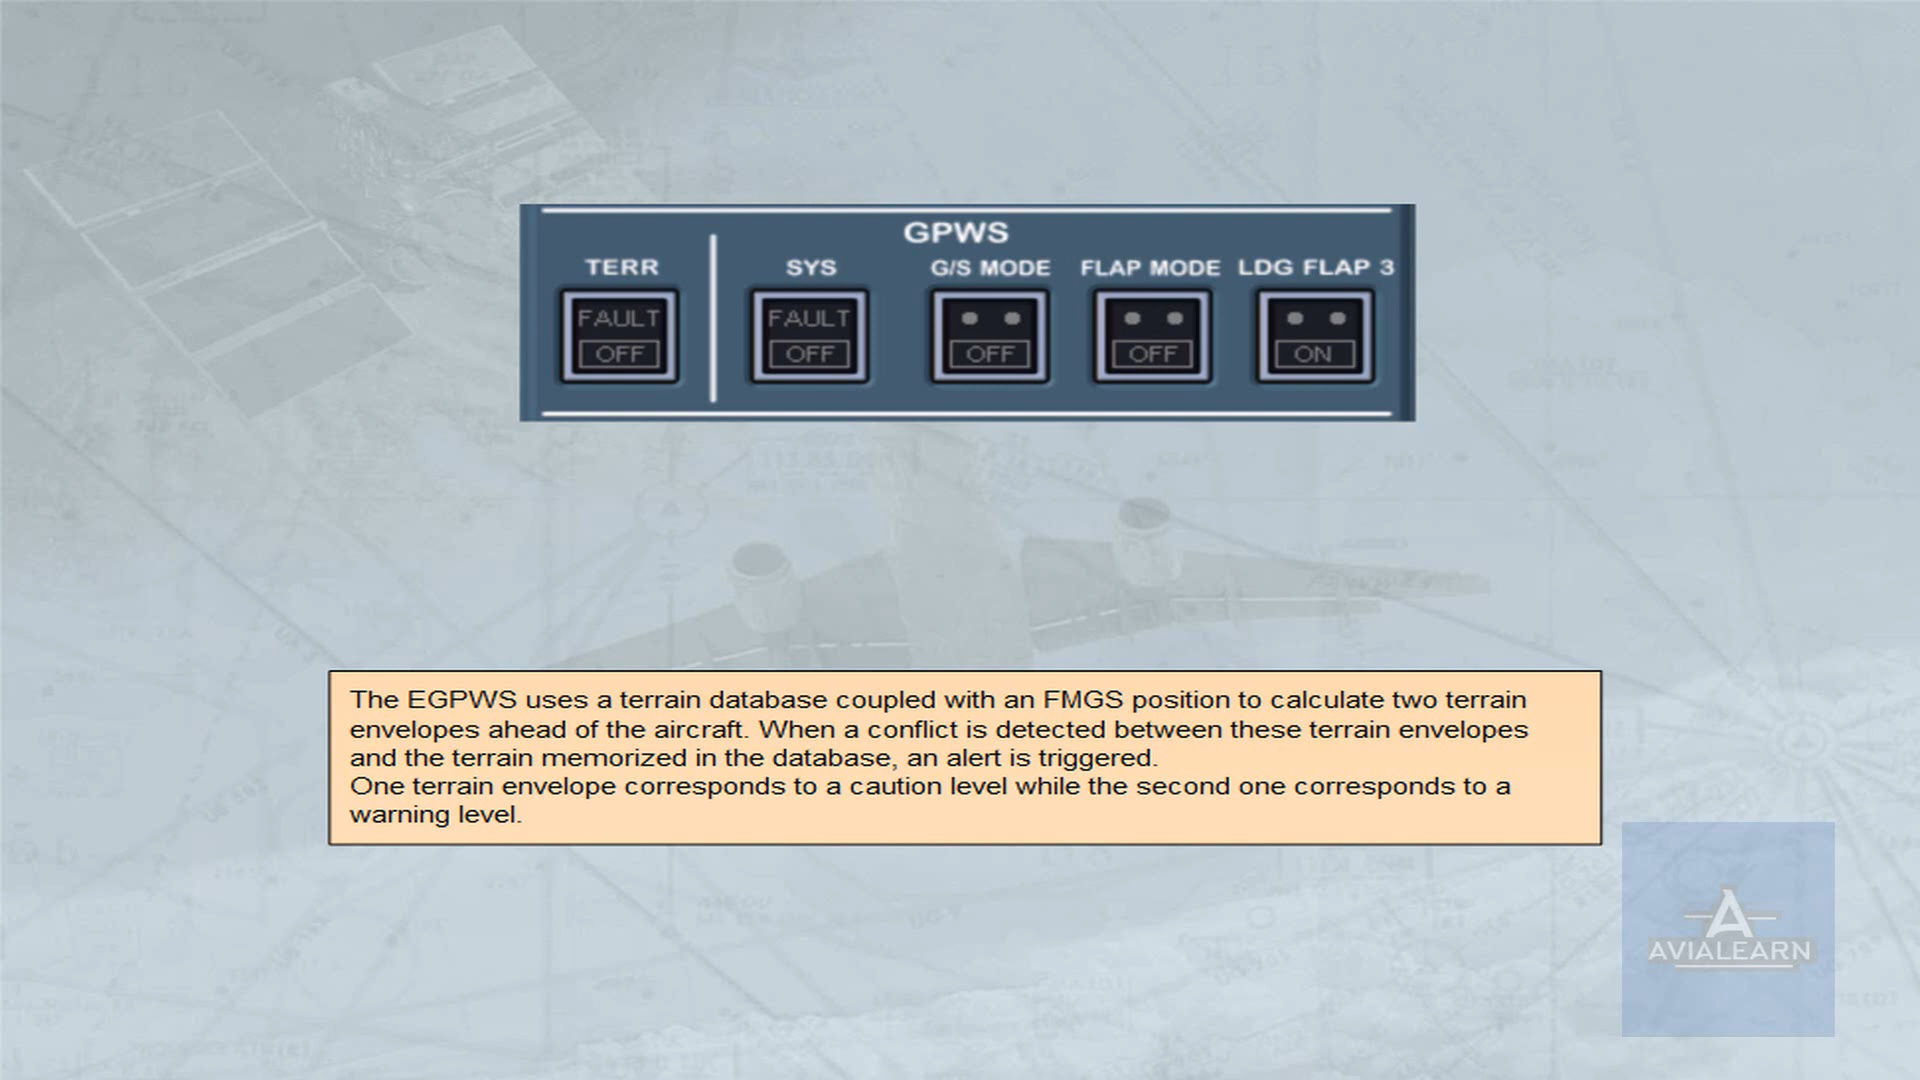 GPWS
TERR SYS G/S MODE FLAP MODE LDG FLAP 3
FAULT FAULT
OFF OFF OFF OFF ON
The EGPWS uses a terrain database coupled with an FMGS position to calculate two terrain
envelopes ahead of the aircraft. When a conflict is detected between these terrain envelopes
and the terrain memorized in the database, an alert is triggered.
One terrain envelope corresponds to a caution level while the second one corresponds to a
warning level.
AVIALEARN